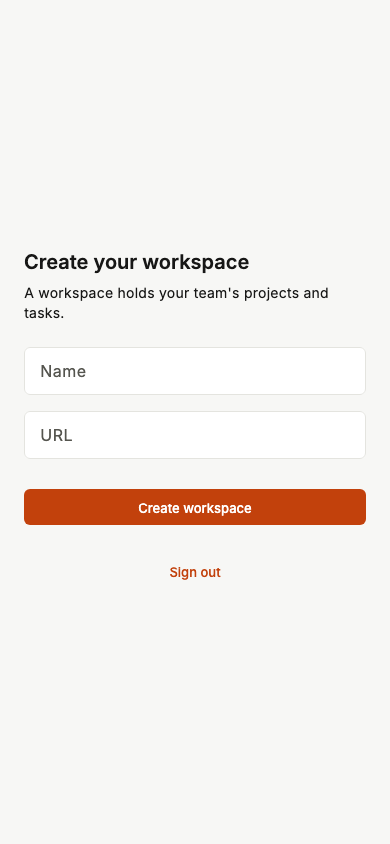 Create your workspace
A workspace holds your team's projects and
tasks.
Name
URL
Create workspace
Sign out